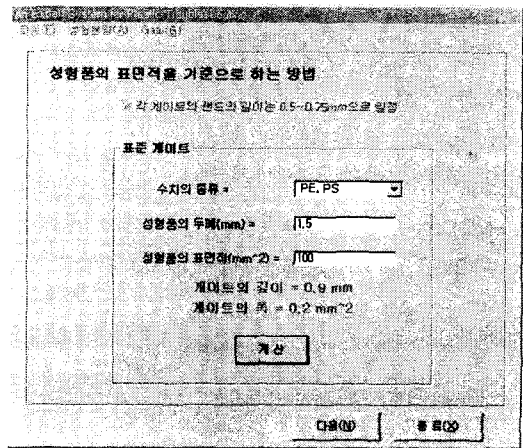 성형품의 표면적을 기준으로 하는 방법
* 각 게이트의 랜드의 길이는 0.5~0.75mm으로 일정
표준 게이트
수치의 종류 = PE, PS
성형품의 두께(mm) = 1.5
성형품의 표면적(mm^2) = 100
게이트의 깊이 = 0.9 mm
게이트의 폭 = 0.2 mm^2
계 산
다음(N) 종 료(X)